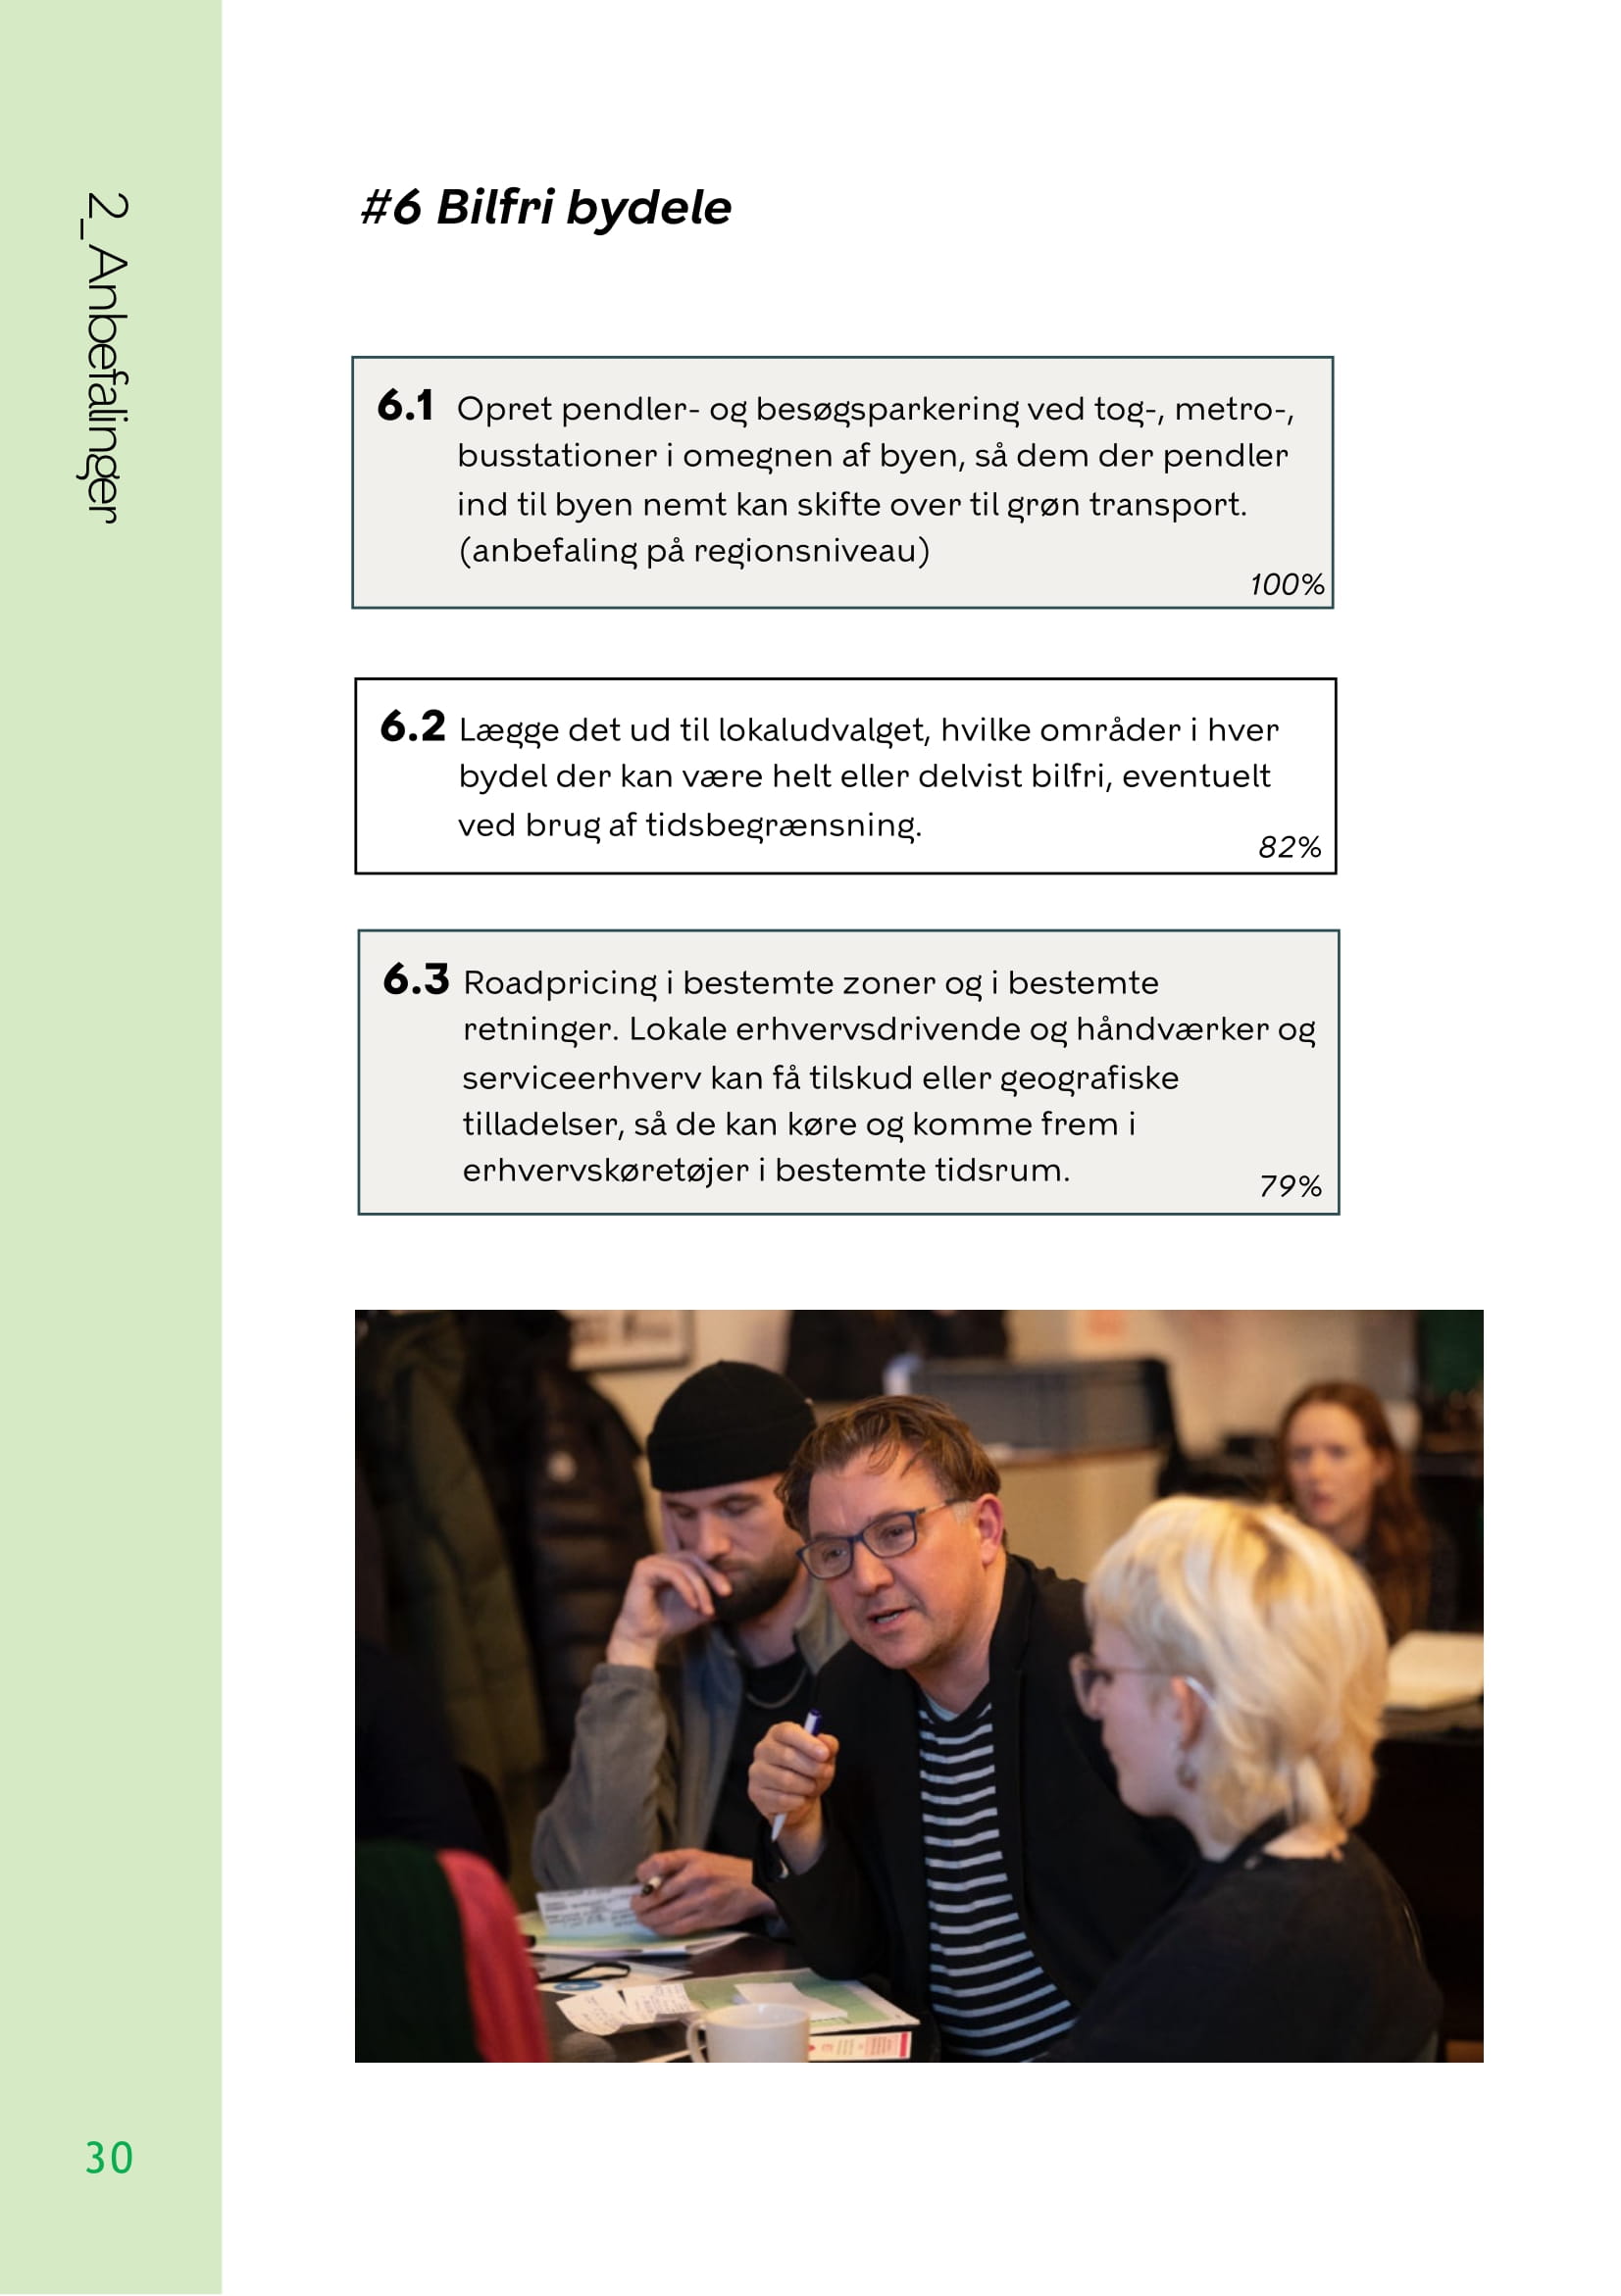 2_Anbefalinger
#6 Bilfri bydele
6.1 Opret pendler- og besøgsparkering ved tog-, metro-,
busstationer i omegnen af byen, så dem der pendler
ind til byen nemt kan skifte over til grøn transport.
(anbefaling på regionsniveau)
100%
6.2 Lægge det ud til lokaludvalget, hvilke områder i hver
bydel der kan være helt eller delvist bilfri, eventuelt
ved brug af tidsbegrænsning.
82%
6.3 Roadpricing i bestemte zoner og i bestemte
retninger. Lokale erhvervsdrivende og håndværker og
serviceerhverv kan få tilskud eller geografiske
tilladelser, så de kan køre og komme frem i
erhvervskøretøjer i bestemte tidsrum.
79%
30